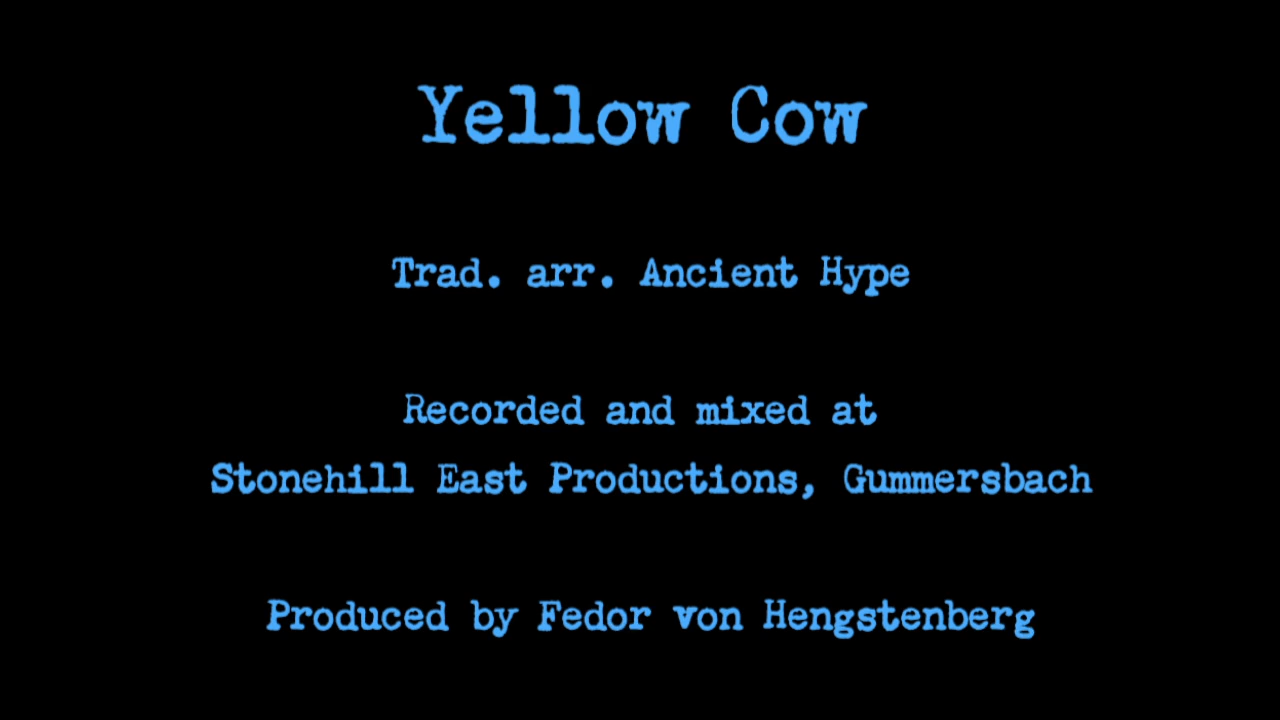 Yellow Cow
Trad. arr. Ancient Hype
Recorded and mixed at
Stonehill East Productions, Gummersbach
Produced by Fedor von Hengstenberg